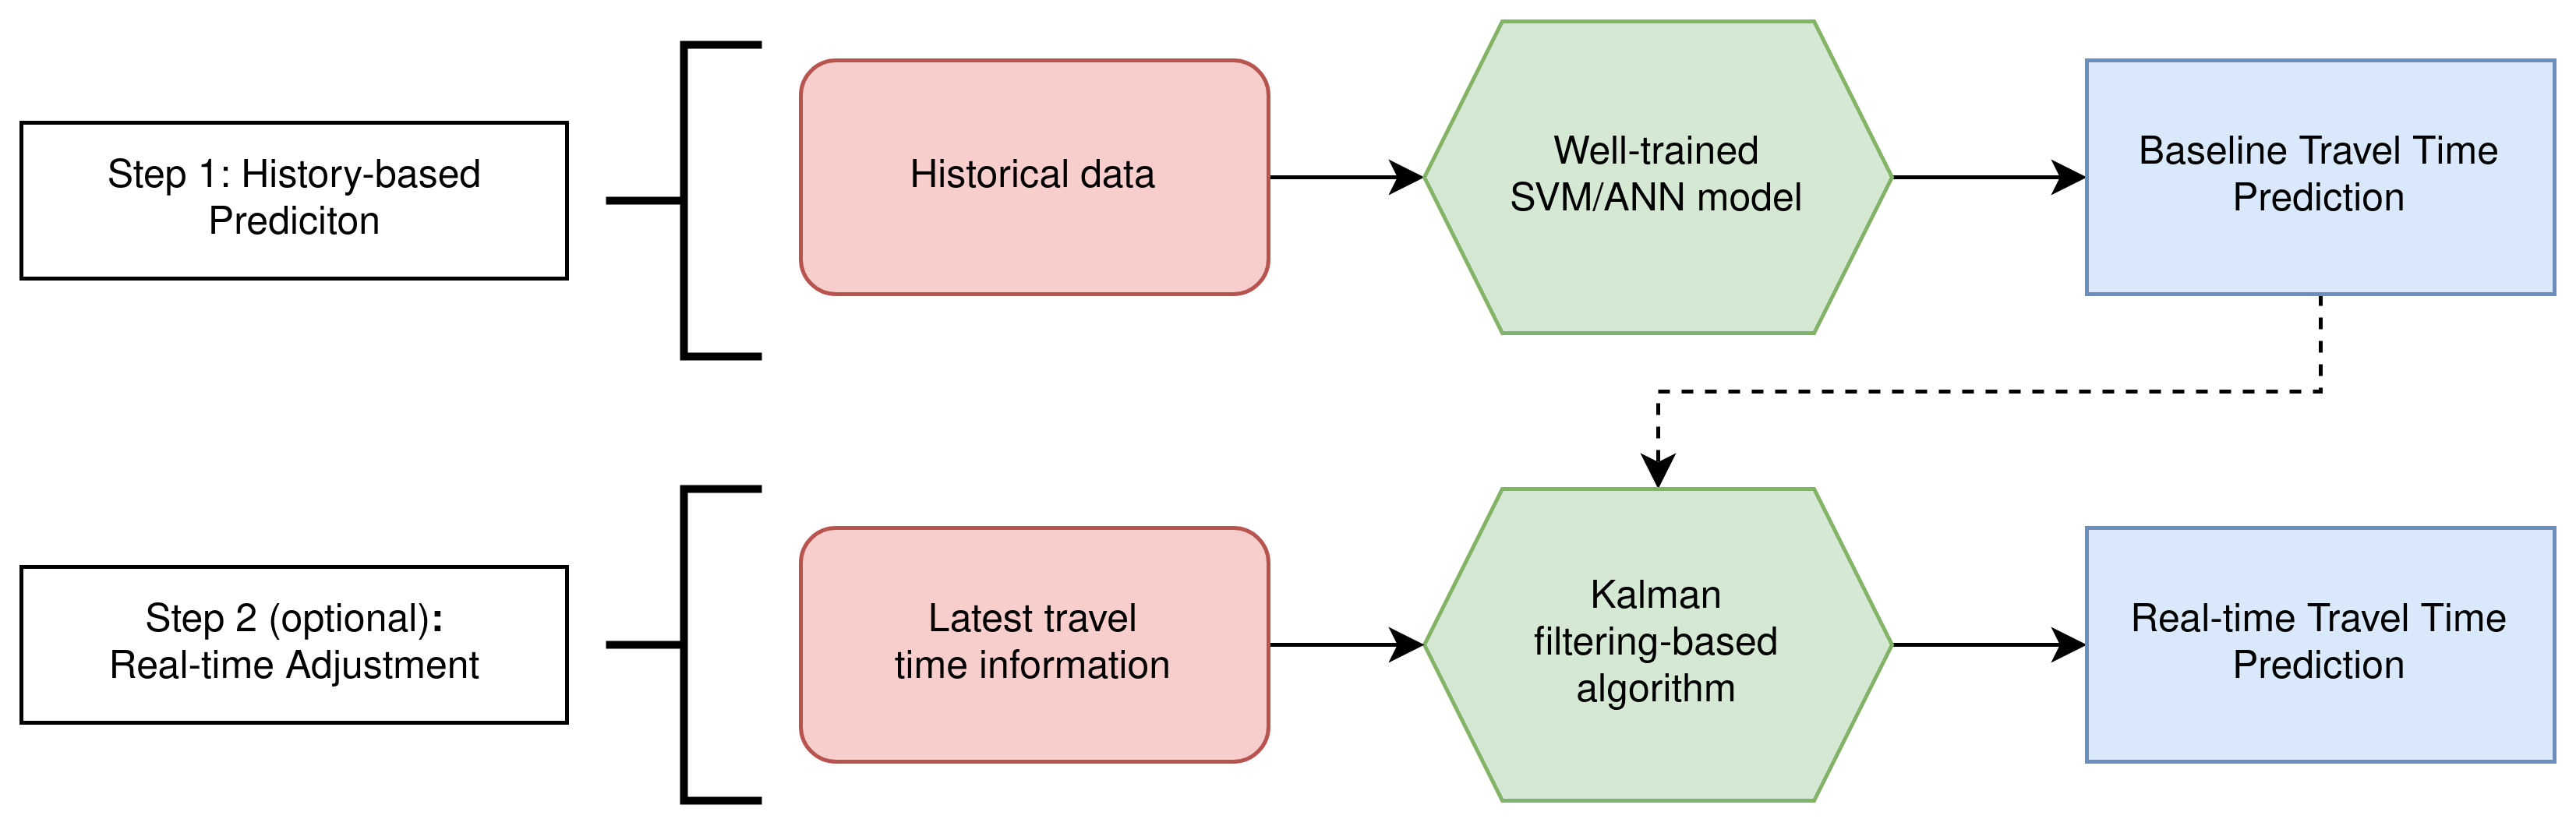 Step 1: History-based
Prediciton
Historical data
Well-trained
SVM/ANN model
Baseline Travel Time
Prediction
Step 2 (optional):
Real-time Adjustment
Latest travel
time information
Kalman
filtering-based
algorithm
Real-time Travel Time
Prediction